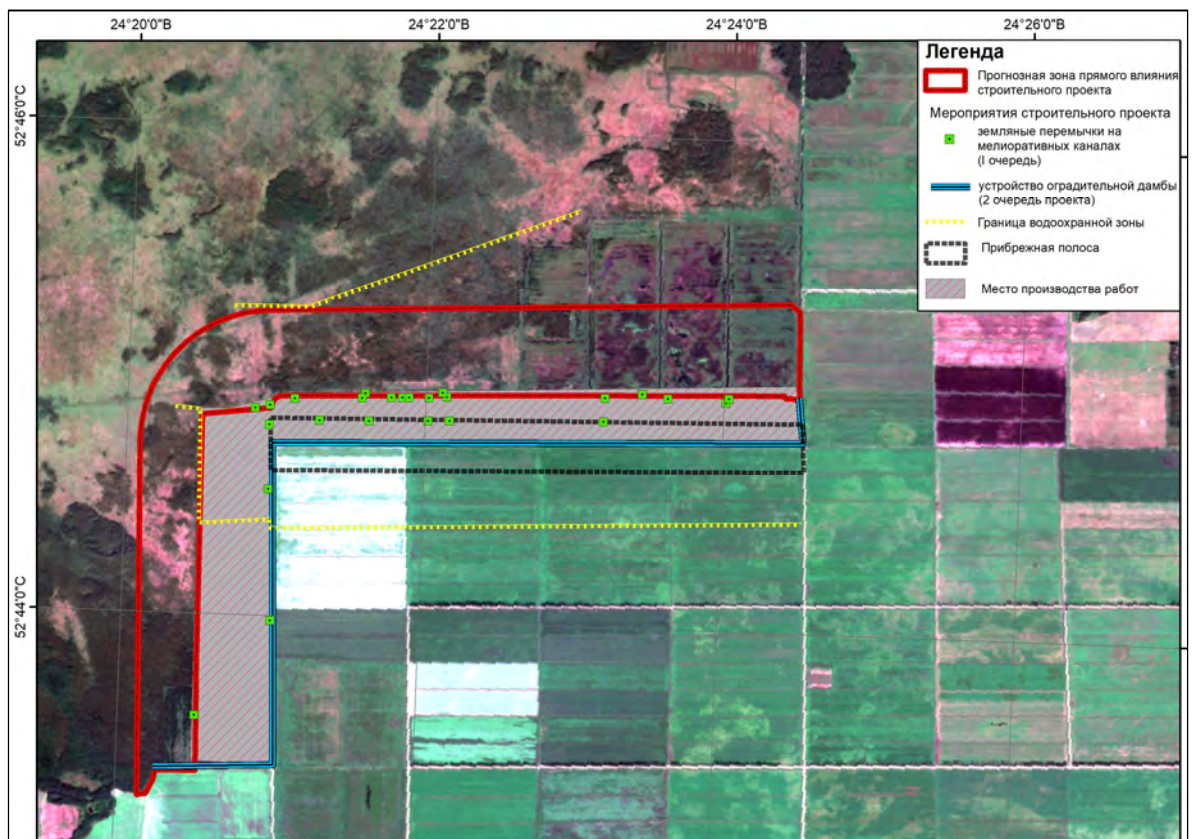 24°20'0"В 24°22'0"В 24°24'0"В 24°26'0"В
52°46'0"С
52°44'0"С
Легенда
Прогнозная зона прямого влияния
строительного проекта
Мероприятия строительного проекта
земляные перемычки на
мелиоративных каналах
(I очередь)
устройство оградительной дамбы
(2 очередь проекта)
Граница водоохранной зоны
Прибрежная полоса
Место производства работ